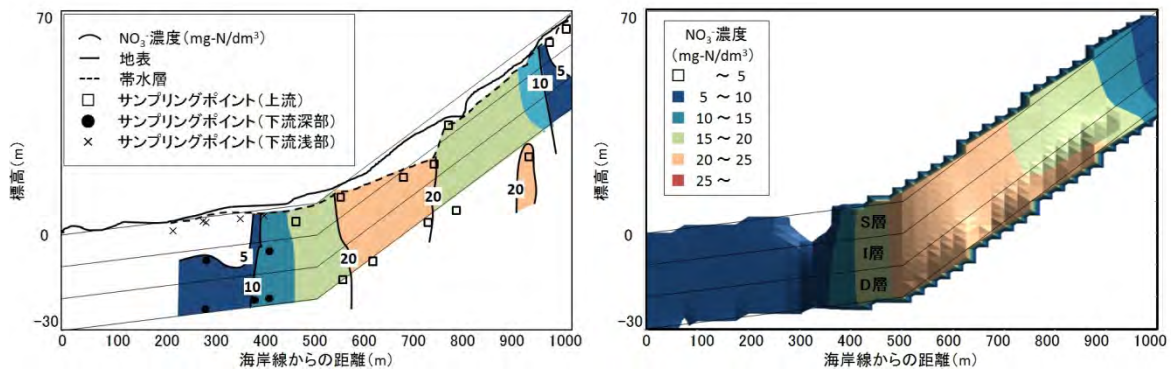 70
0
-30
標高(m)
NO₃⁻濃度(mg-N/dm³)
地表
帯水層
サンプリングポイント(上流)
サンプリングポイント(下流深部)
サンプリングポイント(下流浅部)
5
10
20
20
20
5
10
0 100 200 300 400 500 600 700 800 900 1000
海岸線からの距離(m)
70
0
-30
標高(m)
NO₃⁻濃度
(mg-N/dm³)
~ 5
5 ~ 10
10 ~ 15
15 ~ 20
20 ~ 25
25 ~
S層
I層
D層
0 100 200 300 400 500 600 700 800 900 1000
海岸線からの距離(m)